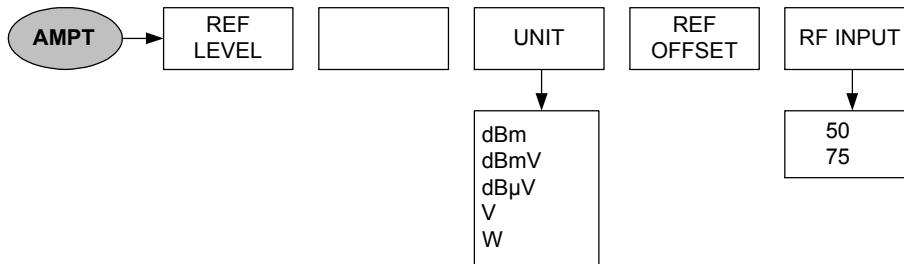 AMPT
REF
LEVEL
UNIT
REF
OFFSET
RF INPUT
dBm
dBmV
dBµV
V
W
50
75